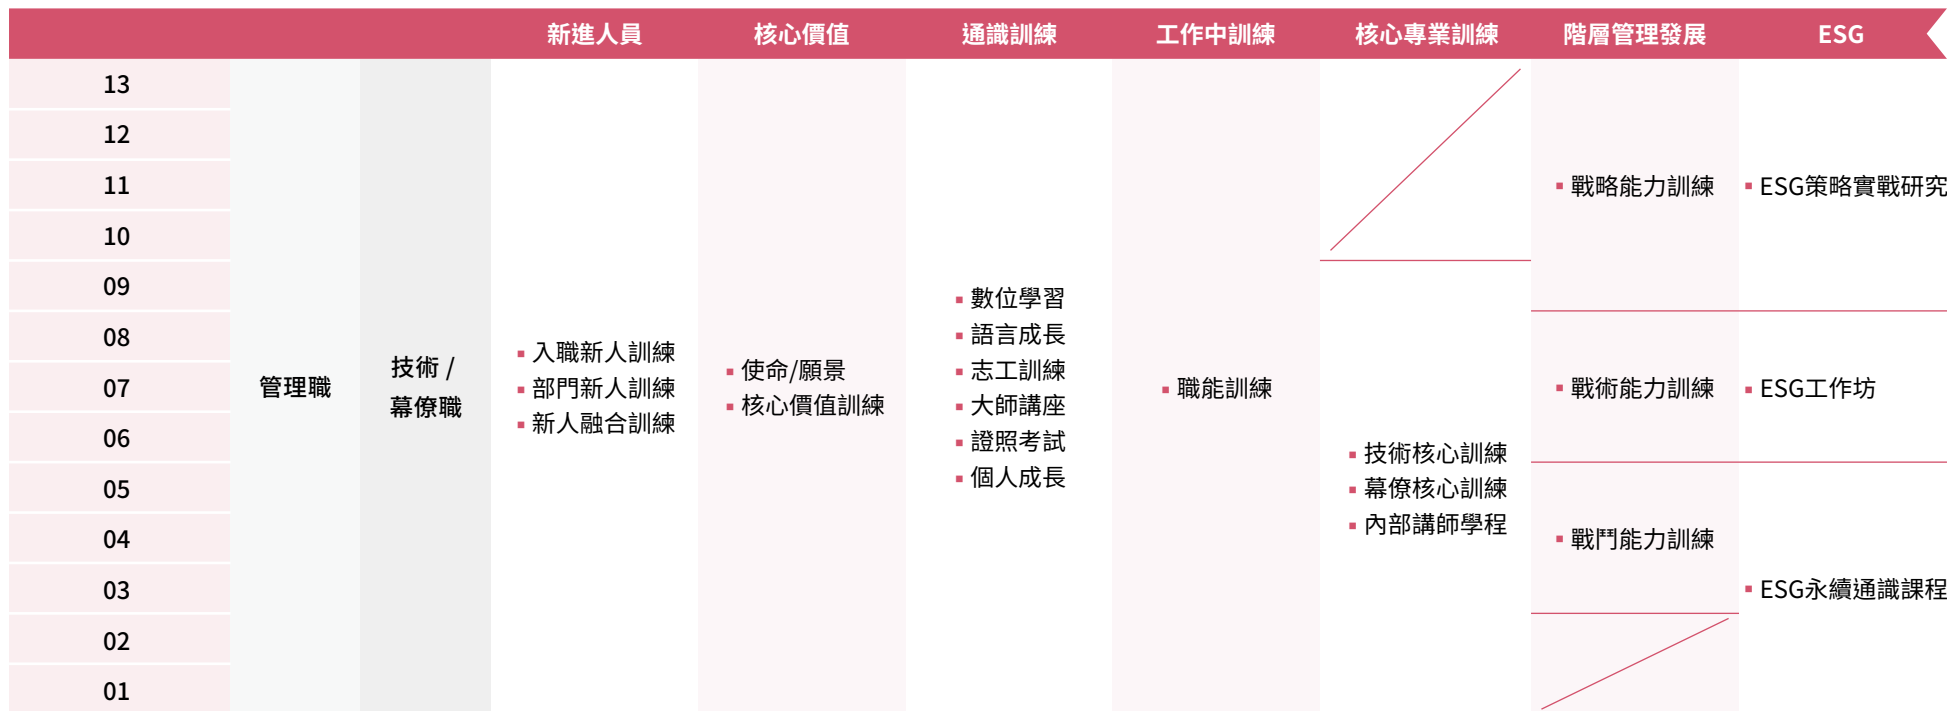 新進人員 核心價值 通識訓練 工作中訓練 核心專業訓練 階層管理發展 ESG
13
12
11
10
09
08
07
06
05
04
03
02
01
管理職
技術 /
幕僚職
▪ 入職新人訓練
▪ 部門新人訓練
▪ 新人融合訓練
▪ 使命/願景
▪ 核心價值訓練
▪ 數位學習
▪ 語言成長
▪ 志工訓練
▪ 大師講座
▪ 證照考試
▪ 個人成長
▪ 職能訓練
▪ 技術核心訓練
▪ 幕僚核心訓練
▪ 內部講師學程
▪ 戰略能力訓練
▪ 戰術能力訓練
▪ 戰鬥能力訓練
▪ ESG策略實戰研究
▪ ESG工作坊
▪ ESG永續通識課程